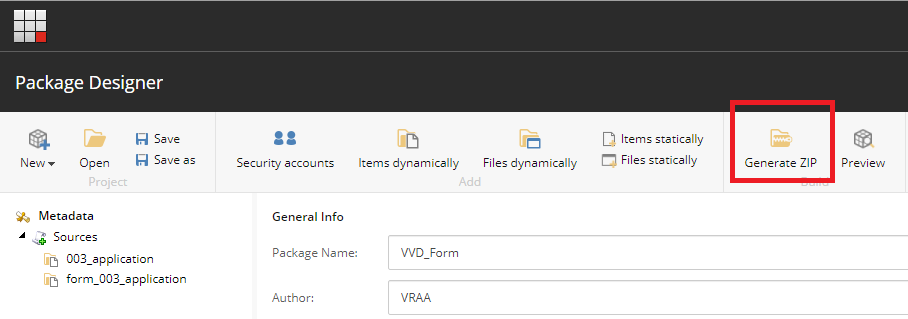 Package Designer
New
Open
Save
Save as
Project
Security accounts
Items dynamically
Files dynamically
Items statically
Files statically
Add
Generate ZIP
Preview
Build
Metadata
Sources
003_application
form_003_application
General Info
Package Name: VVD_Form
Author: VRAA